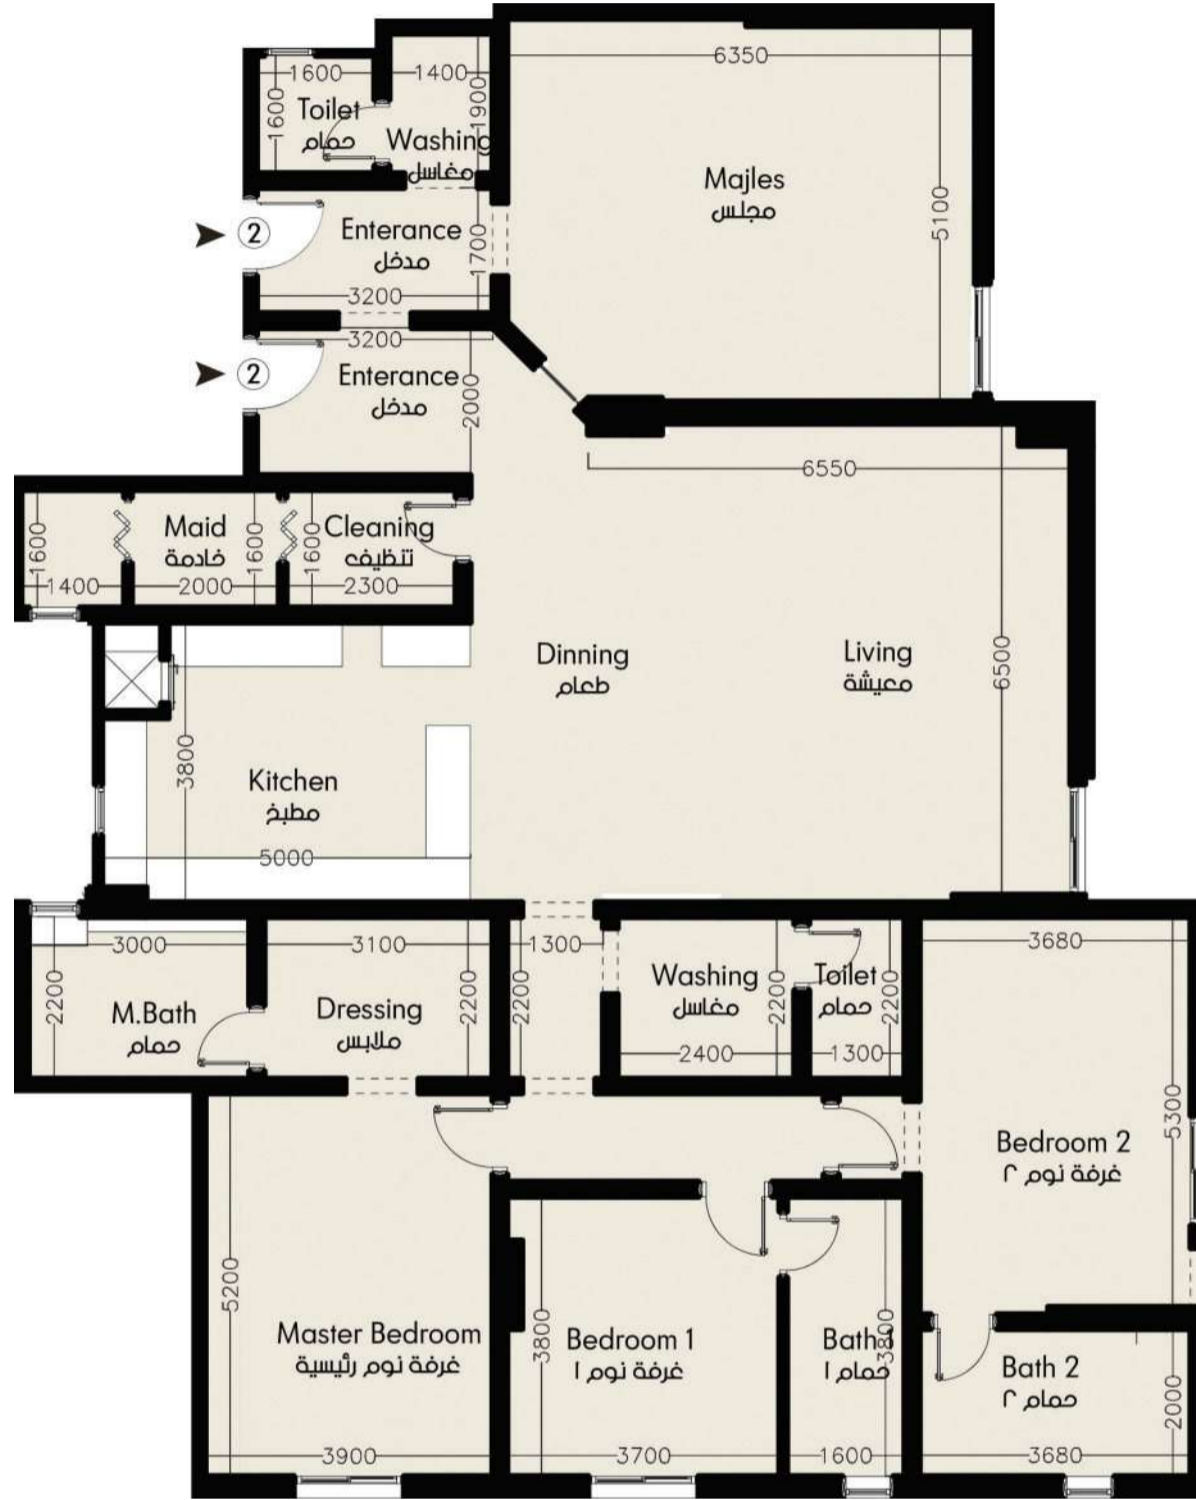 6350
1600
1400
1600
Toilet
حمام
1900
Washing
مغاسل
Majles
مجلس
5100
2
Enterance
مدخل
1700
3200
3200
2
Enterance
مدخل
2000
6550
1600
Maid
خادمة
1600
1600
Cleaning
تنظيف
1400
2000
2300
Dinning
طعام
Living
معيشة
6500
3800
Kitchen
مطبخ
5000
3000
3100
1300
3680
2200
M.Bath
حمام
Dressing
ملابس
2200
2200
Washing
مغاسل
2200
Toilet
حمام
2200
2400
1300
5300
Bedroom 2
غرفة نوم ٢
5200
Master Bedroom
غرفة نوم رئيسية
3800
Bedroom 1
غرفة نوم ١
Bath 1
حمام ١
3800
Bath 2
حمام ٢
2000
3900
3700
1600
3680